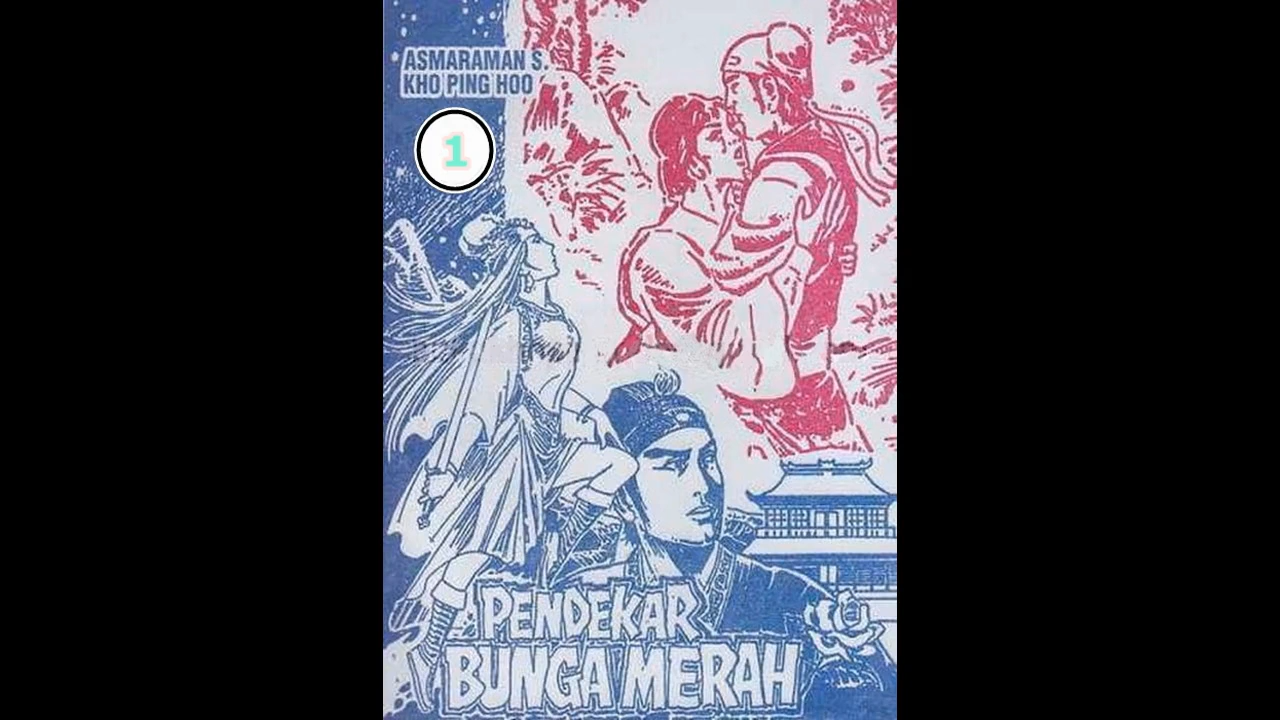 ASMARAMAN S.
KHO PING HOO
1
PENDEKAR
BUNGA MERAH